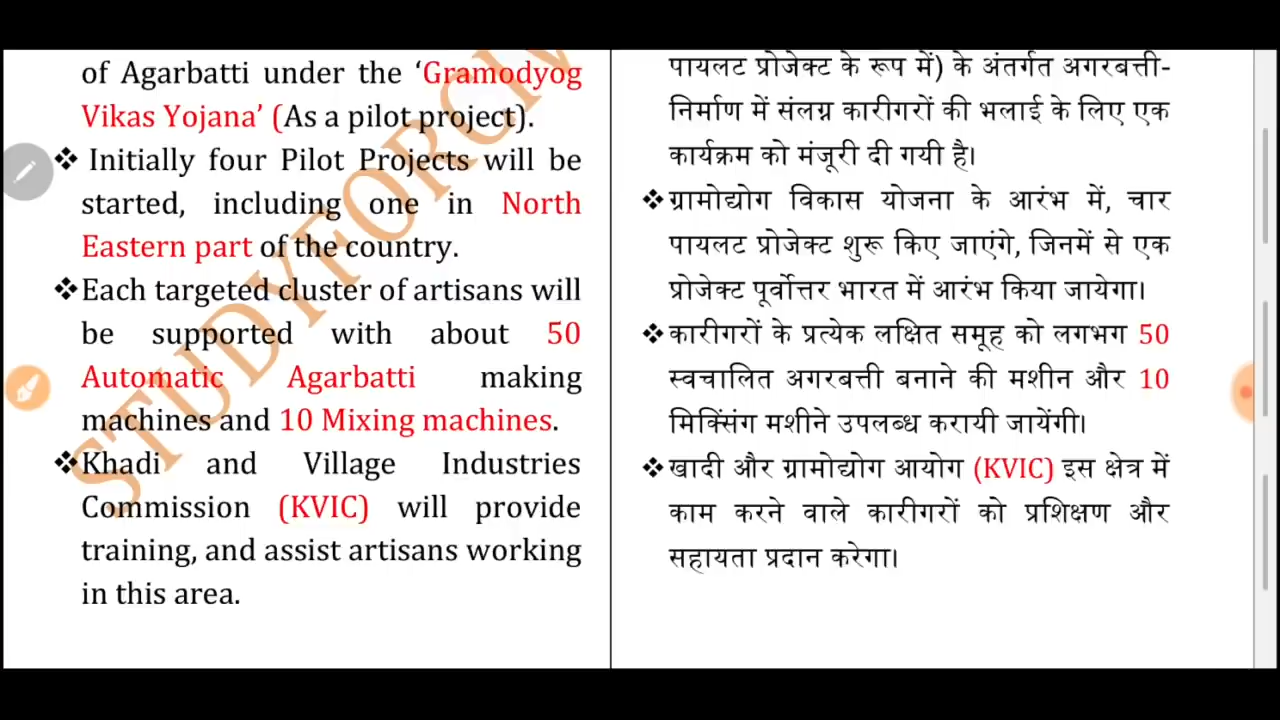 of Agarbatti under the ‘Gramodyog
Vikas Yojana’ (As a pilot project).
❖ Initially four Pilot Projects will be
started, including one in North
Eastern part of the country.
❖ Each targeted cluster of artisans will
be supported with about 50
Automatic Agarbatti making
machines and 10 Mixing machines.
❖ Khadi and Village Industries
Commission (KVIC) will provide
training, and assist artisans working
in this area.
पायलट प्रोजेक्ट के रूप में) के अंतर्गत अगरबत्ती-
निर्माण में संलग्न कारीगरों की भलाई के लिए एक
कार्यक्रम को मंजूरी दी गयी है।
❖ ग्रामोद्योग विकास योजना के आरंभ में, चार
पायलट प्रोजेक्ट शुरू किए जाएंगे, जिनमें से एक
प्रोजेक्ट पूर्वोत्तर भारत में आरंभ किया जायेगा।
❖ कारीगरों के प्रत्येक लक्षित समूह को लगभग 50
स्वचालित अगरबत्ती बनाने की मशीन और 10
मिक्सिंग मशीने उपलब्ध करायी जायेंगी।
❖ खादी और ग्रामोद्योग आयोग (KVIC) इस क्षेत्र में
काम करने वाले कारीगरों को प्रशिक्षण और
सहायता प्रदान करेगा।
STUDYFORCIV